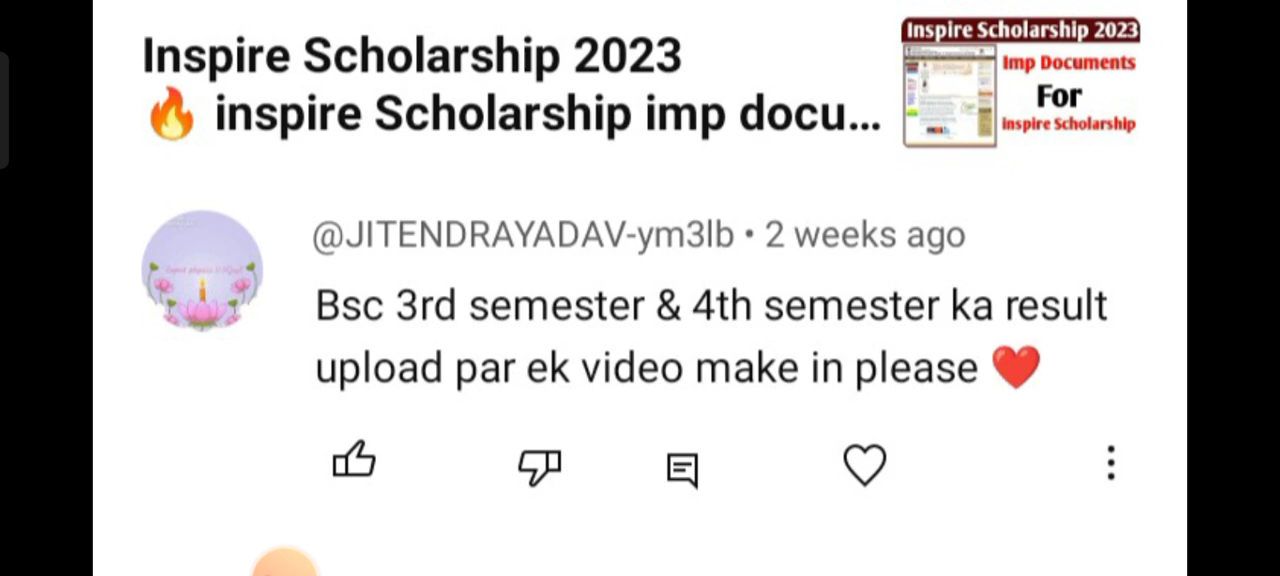 Inspire Scholarship 2023
🔥 inspire Scholarship imp docu...
Inspire Scholarship 2023
Imp Documents
For
Inspire Scholarship
@JITENDRAYADAV-ym3lb • 2 weeks ago
Bsc 3rd semester & 4th semester ka result
upload par ek video make in please ❤️